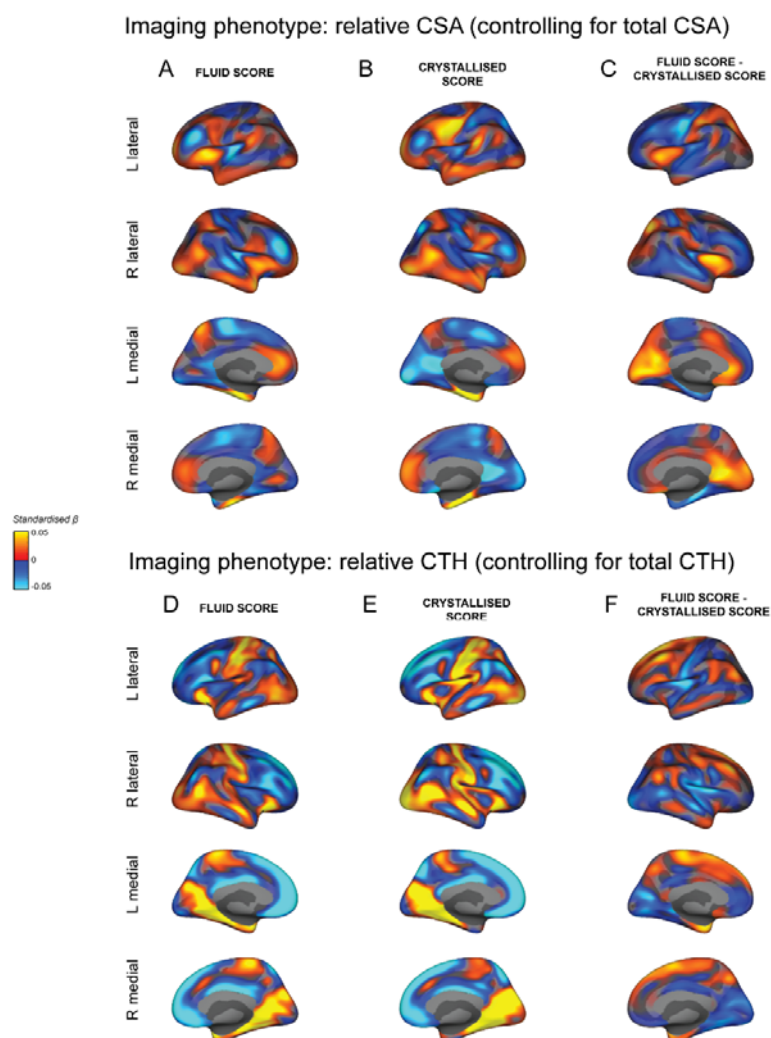 Imaging phenotype: relative CSA (controlling for total CSA)
A FLUID SCORE
B CRYSTALLISED
SCORE
C FLUID SCORE -
CRYSTALLISED SCORE
L lateral
R lateral
L medial
R medial
Standardised β
0.05
0
-0.05
Imaging phenotype: relative CTH (controlling for total CTH)
D FLUID SCORE
E CRYSTALLISED
SCORE
F FLUID SCORE -
CRYSTALLISED SCORE
L lateral
R lateral
L medial
R medial